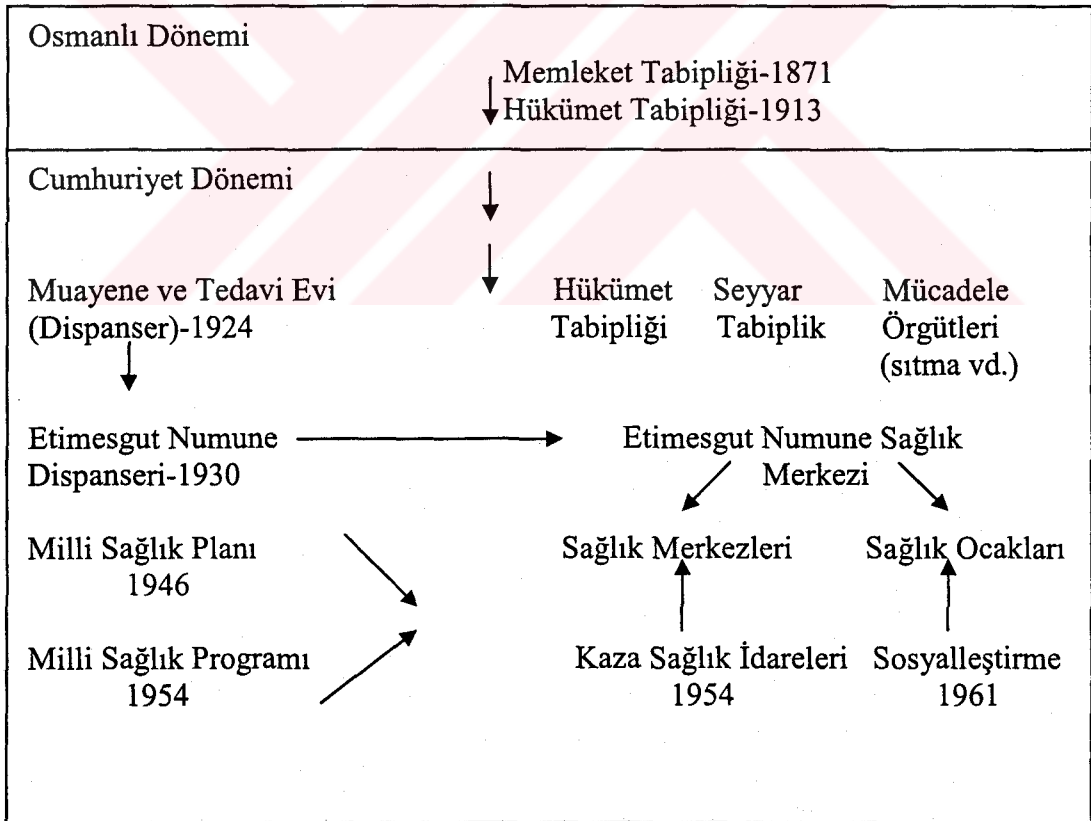 Osmanlı Dönemi
Memleket Tabipliği-1871
Hükümet Tabipliği-1913
Cumhuriyet Dönemi
Muayene ve Tedavi Evi
(Dispanser)-1924
Hükümet
Tabipliği
Seyyar
Tabiplik
Mücadele
Örgütleri
(sıtma vd.)
Etimesgut Numune
Dispanseri-1930
Etimesgut Numune Sağlık
Merkezi
Milli Sağlık Planı
1946
Sağlık Merkezleri
Sağlık Ocakları
Milli Sağlık Programı
1954
Kaza Sağlık İdareleri
1954
Sosyalleştirme
1961